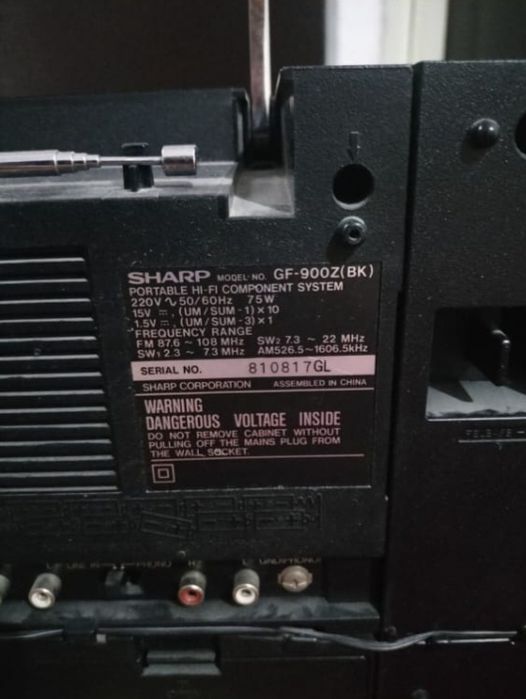 SHARP MODEL NO. GF-900Z(BK)
PORTABLE HI-FI COMPONENT SYSTEM
220V ∿ 50/60Hz 75W
15V ⎓, (UM/SUM-1)×10
1.5V ⎓, (UM/SUM-3)×1
FREQUENCY RANGE
FM 87.6~108 MHz SW2 7.3~22 MHz
SW1 2.3~7.3 MHz AM526.5~1606.5kHz
SERIAL NO. 810817GL
SHARP CORPORATION ASSEMBLED IN CHINA
WARNING
DANGEROUS VOLTAGE INSIDE
DO NOT REMOVE CABINET WITHOUT
PULLING OFF THE MAINS PLUG FROM
THE WALL SOCKET.
LINE IN PHONO